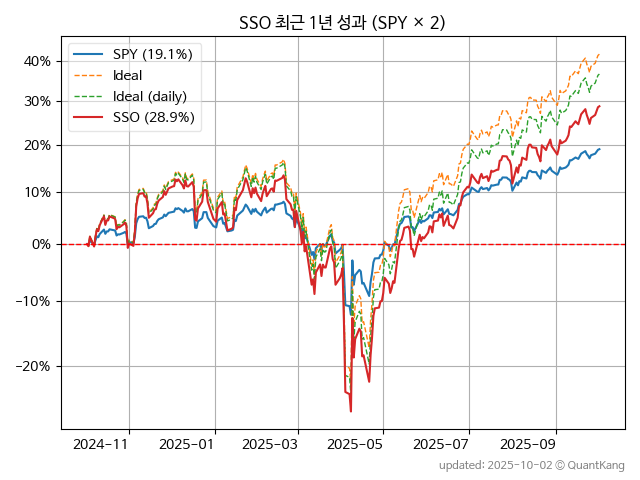 SSO 최근 1년 성과 (SPY × 2)
SPY (19.1%)
Ideal
Ideal (daily)
SSO (28.9%)
40%
30%
20%
10%
0%
−10%
−20%
2024-11
2025-01
2025-03
2025-05
2025-07
2025-09
updated: 2025-10-02 © QuantKang